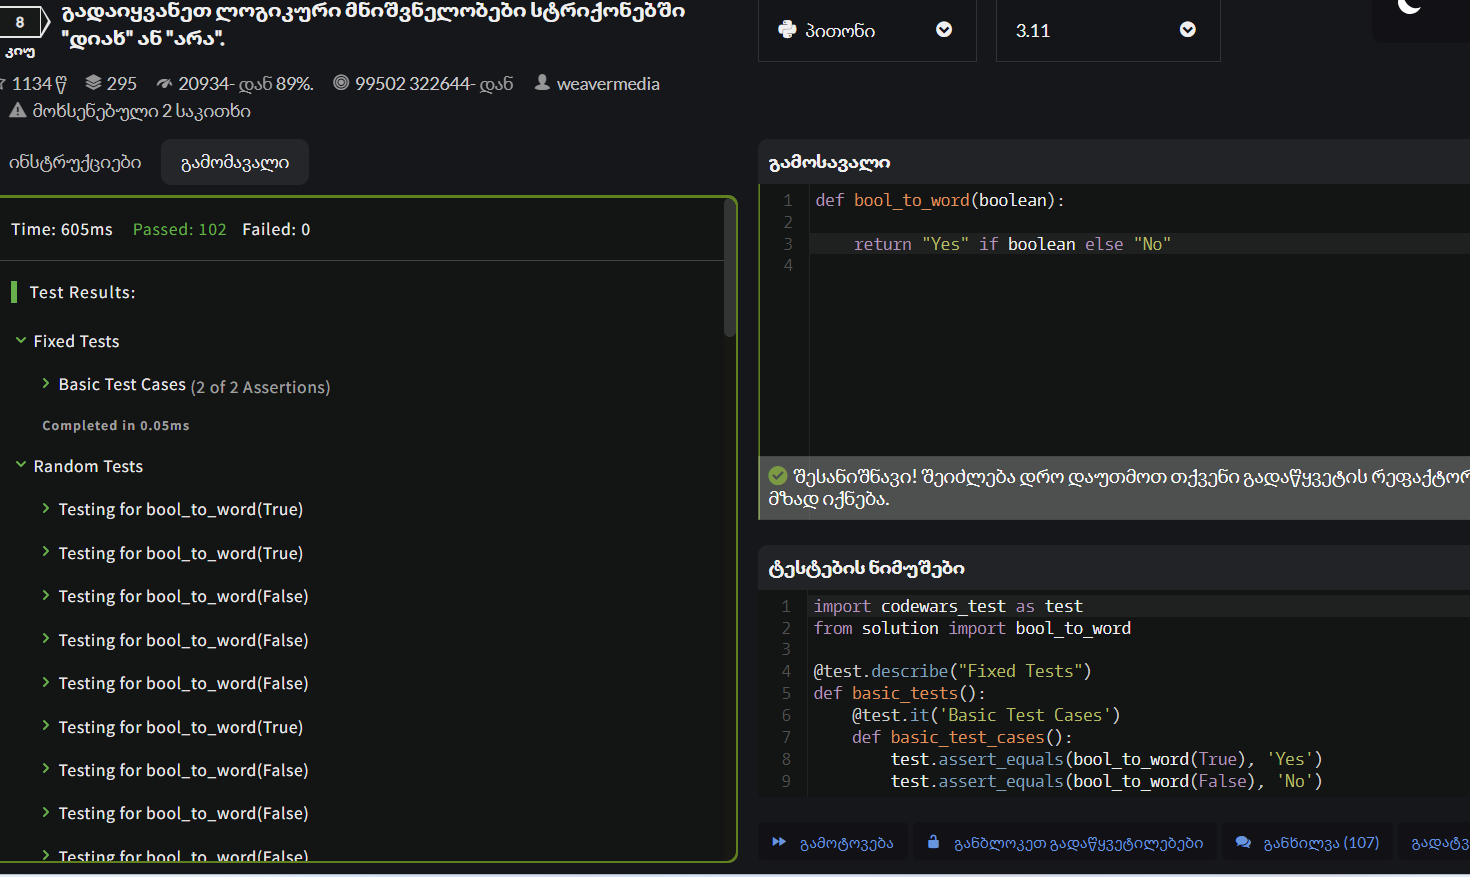 8
კიუ
გადაიყვანეთ ლოგიკური მნიშვნელობები სტრიქონებში
"დიახ" ან "არა".
1134 წ 295 20934- დან 89%. 99502 322644- დან weavermedia
მოხსენებული 2 საკითხი
ინსტრუქციები გამომავალი
Time: 605ms Passed: 102 Failed: 0
Test Results:
Fixed Tests
Basic Test Cases (2 of 2 Assertions)
Completed in 0.05ms
Random Tests
Testing for bool_to_word(True)
Testing for bool_to_word(True)
Testing for bool_to_word(False)
Testing for bool_to_word(False)
Testing for bool_to_word(False)
Testing for bool_to_word(True)
Testing for bool_to_word(False)
Testing for bool_to_word(False)
Testing for bool_to_word(False)
პითონი 3.11
გამოსავალი
1 def bool_to_word(boolean):
2
3 return "Yes" if boolean else "No"
4
შესანიშნავი! შეიძლება დრო დაუთმოთ თქვენი გადაწყვეტის
მზად იქნება.
ტესტების ნიმუშები
1 import codewars_test as test
2 from solution import bool_to_word
3
4 @test.describe("Fixed Tests")
5 def basic_tests():
6 @test.it('Basic Test Cases')
7 def basic_test_cases():
8 test.assert_equals(bool_to_word(True), 'Yes')
9 test.assert_equals(bool_to_word(False), 'No')
გამოტოვება განბლოკეთ გადაწყვეტილებები განხილვა (107)